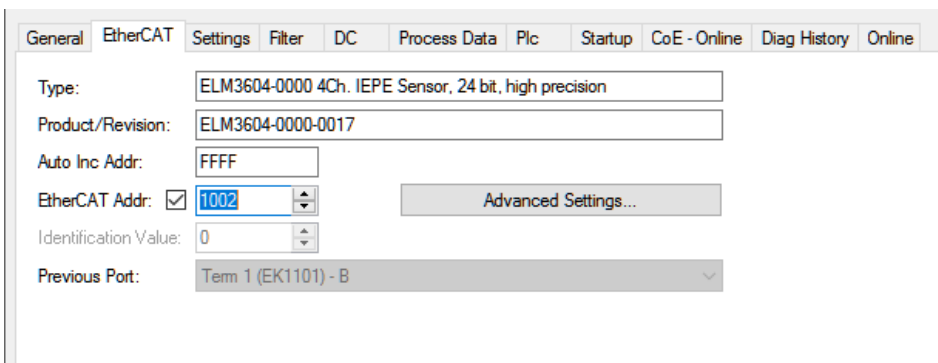 General EtherCAT Settings Filter DC Process Data Plc Startup CoE - Online Diag History Online
Type: ELM3604-0000 4Ch. IEPE Sensor, 24 bit, high precision
Product/Revision: ELM3604-0000-0017
Auto Inc Addr: FFFF
EtherCAT Addr: 1002 Advanced Settings...
Identification Value: 0
Previous Port: Term 1 (EK1101) - B